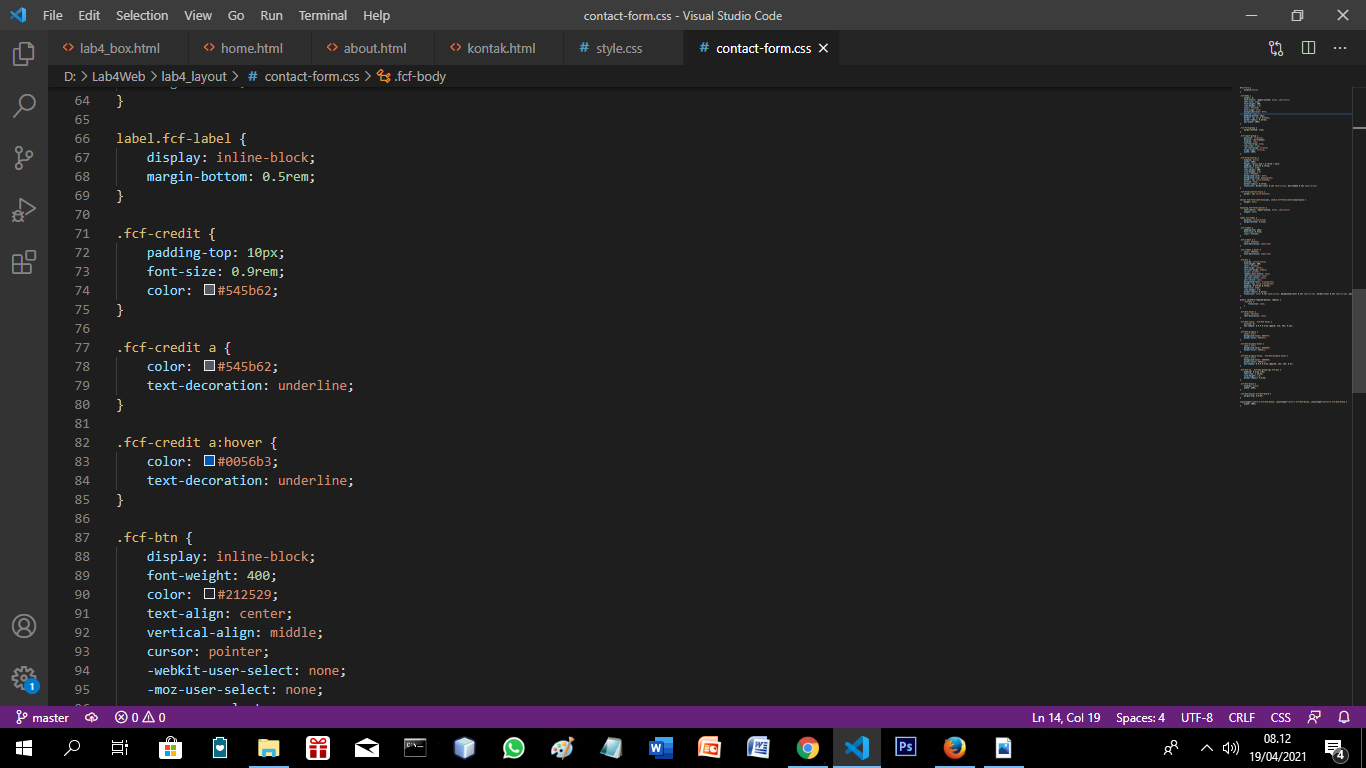 File Edit Selection View Go Run Terminal Help contact-form.css - Visual Studio Code
lab4_box.html home.html about.html kontak.html # style.css # contact-form.css
D: > Lab4Web > lab4_layout > # contact-form.css > .fcf-body
64 }
65
66 label.fcf-label {
67 display: inline-block;
68 margin-bottom: 0.5rem;
69 }
70
71 .fcf-credit {
72 padding-top: 10px;
73 font-size: 0.9rem;
74 color: #545b62;
75 }
76
77 .fcf-credit a {
78 color: #545b62;
79 text-decoration: underline;
80 }
81
82 .fcf-credit a:hover {
83 color: #0056b3;
84 text-decoration: underline;
85 }
86
87 .fcf-btn {
88 display: inline-block;
89 font-weight: 400;
90 color: #212529;
91 text-align: center;
92 vertical-align: middle;
93 cursor: pointer;
94 -webkit-user-select: none;
95 -moz-user-select: none;
1
master 0 0 Ln 14, Col 19 Spaces: 4 UTF-8 CRLF CSS
08.12
19/04/2021
4